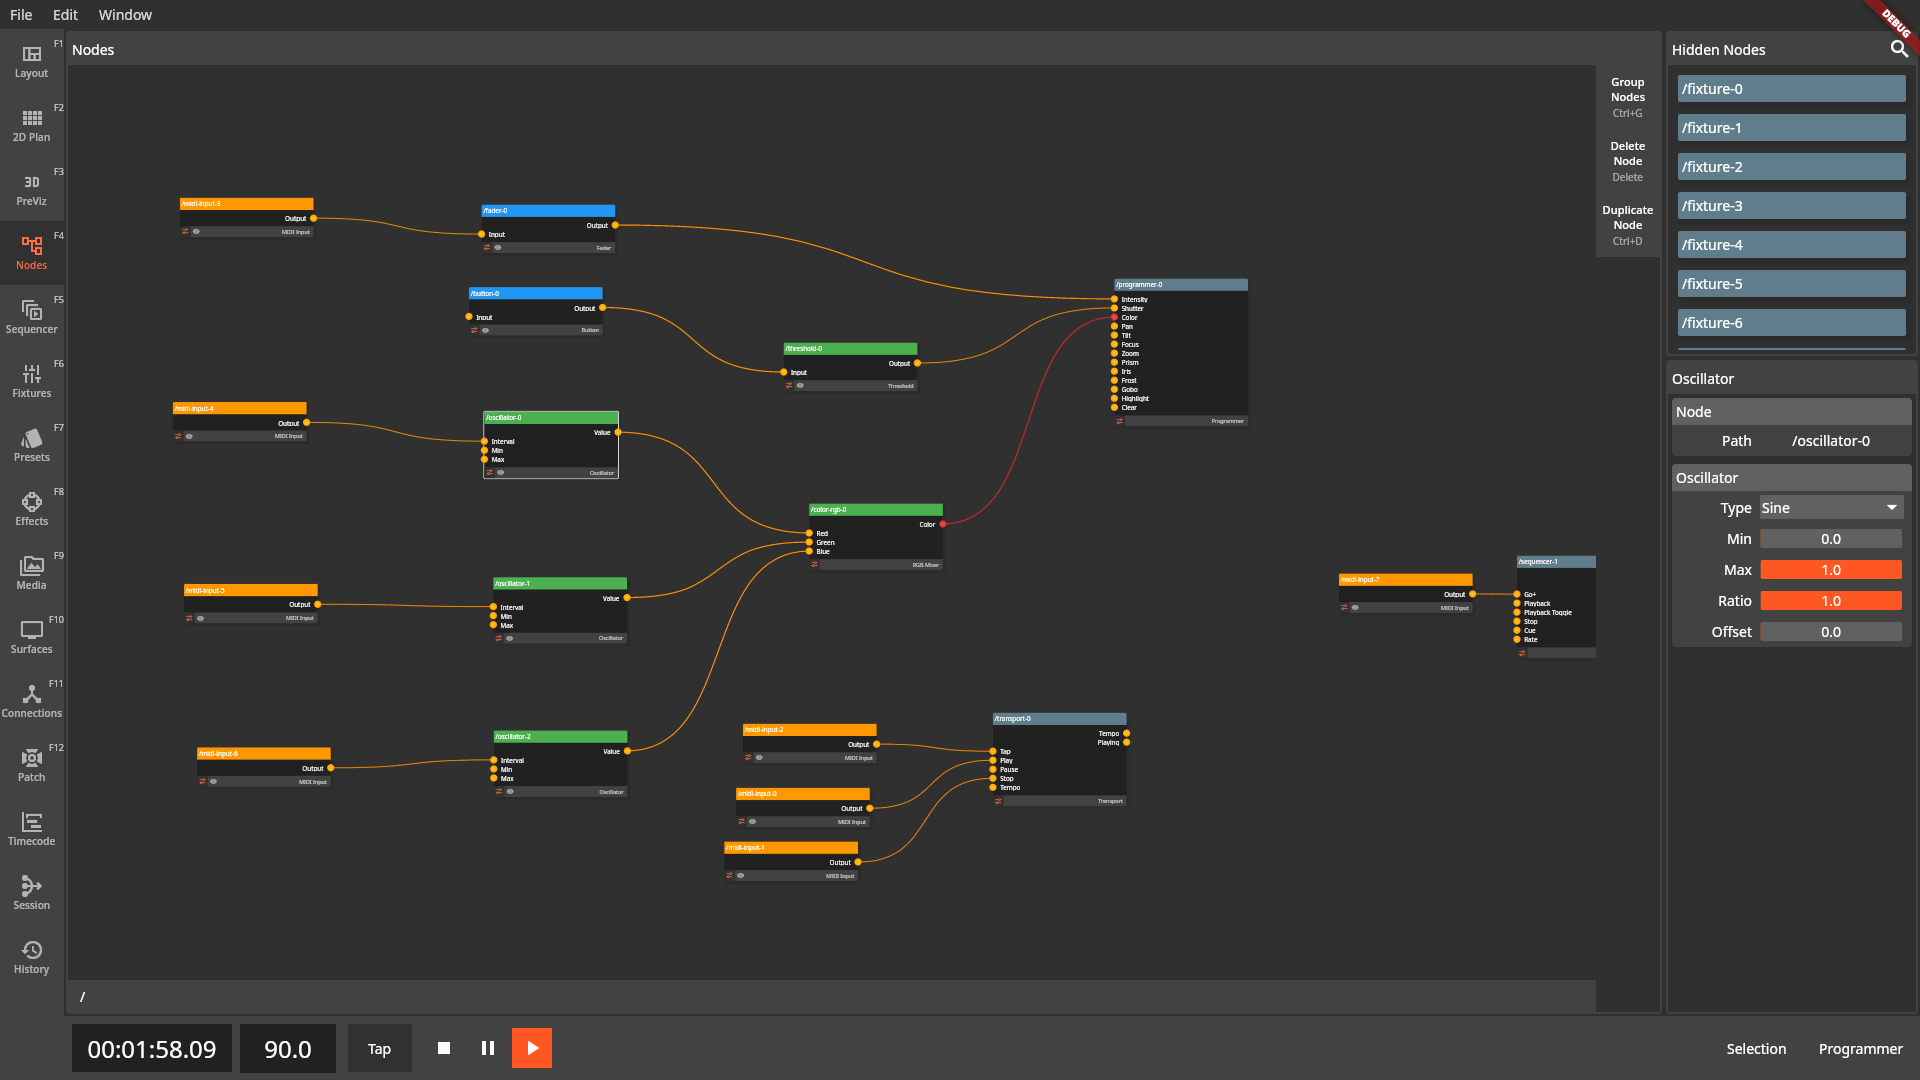 File Edit Window
DEBUG
F1
Layout
F2
2D Plan
F3
3D
PreViz
F4
Nodes
F5
Sequencer
F6
Fixtures
F7
Presets
F8
Effects
F9
Media
F10
Surfaces
F11
Connections
F12
Patch
Timecode
Session
History
Nodes
/midi-input-3
Output
MIDI Input
/fader-0
Output
Input
Fader
/button-0
Output
Input
Button
/threshold-0
Output
Input
Threshold
/programmer-0
Intensity
Shutter
Color
Pan
Tilt
Focus
Zoom
Prism
Iris
Frost
Gobo
Highlight
Clear
Programmer
/midi-input-4
Output
MIDI Input
/oscillator-0
Value
Interval
Min
Max
Oscillator
/color-rgb-0
Color
Red
Green
Blue
RGB Mixer
/midi-input-5
Output
MIDI Input
/oscillator-1
Value
Interval
Min
Max
Oscillator
/midi-input-7
Output
MIDI Input
/sequencer-1
Go+
Playback
Playback Toggle
Stop
Cue
Rate
/midi-input-6
Output
MIDI Input
/oscillator-2
Value
Interval
Min
Max
Oscillator
/midi-input-2
Output
MIDI Input
/midi-input-0
Output
MIDI Input
/midi-input-1
Output
MIDI Input
/transport-0
Tempo
Playing
Tap
Play
Pause
Stop
Tempo
Transport
Group
Nodes
Ctrl+G
Delete
Node
Delete
Duplicate
Node
Ctrl+D
/
Hidden Nodes
/fixture-0
/fixture-1
/fixture-2
/fixture-3
/fixture-4
/fixture-5
/fixture-6
Oscillator
Node
Path /oscillator-0
Oscillator
Type Sine
Min 0.0
Max 1.0
Ratio 1.0
Offset 0.0
00:01:58.09 90.0 Tap
Selection Programmer